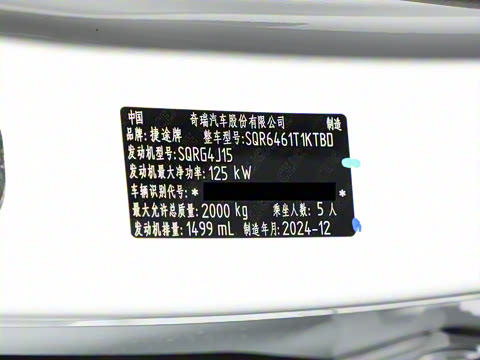 中国 奇瑞汽车股份有限公司 制造
品牌: 捷途牌 整车型号:SQR6461T1KTBD
发动机型号:SQRG4J15
发动机最大净功率: 125 kW
车辆识别代号: * *
最大允许总质量: 2000 kg 乘坐人数: 5 人
发动机排量: 1499 mL 制造年月: 2024-12